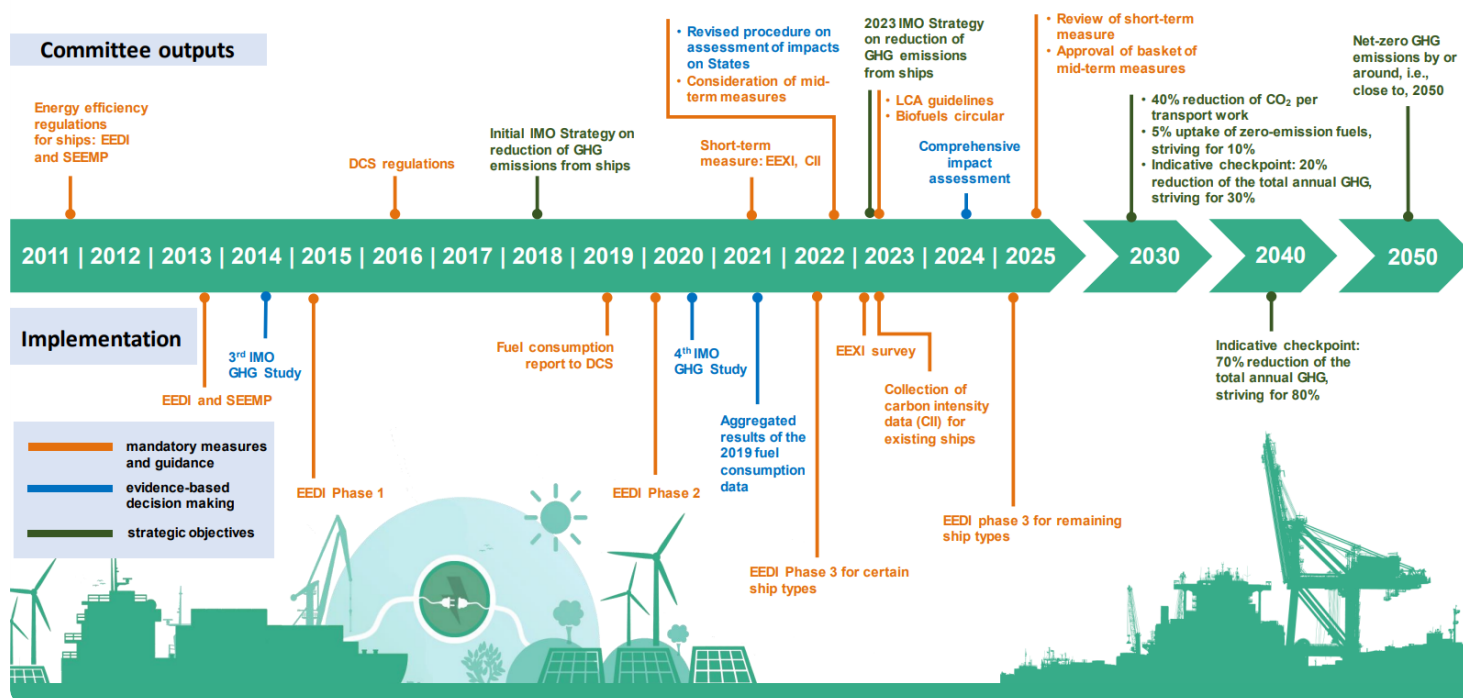 Committee outputs
Energy efficiency
regulations
for ships: EEDI
and SEEMP
DCS regulations
Initial IMO Strategy on
reduction of GHG
emissions from ships
• Revised procedure on
assessment of impacts
on States
• Consideration of mid-
term measures
Short-term
measure: EEXI, CII
2023 IMO Strategy
on reduction of
GHG emissions
from ships
• LCA guidelines
• Biofuels circular
Comprehensive
impact
assessment
• Review of short-term
measure
• Approval of basket of
mid-term measures
• 40% reduction of CO₂ per
transport work
• 5% uptake of zero-emission fuels,
striving for 10%
• Indicative checkpoint: 20%
reduction of the total annual GHG,
striving for 30%
Net-zero GHG
emissions by or
around, i.e.,
close to, 2050
2011 | 2012 | 2013 | 2014 | 2015 | 2016 | 2017 | 2018 | 2019 | 2020 | 2021 | 2022 | 2023 | 2024 | 2025 2030 2040 2050
Implementation
EEDI and SEEMP
3rd IMO
GHG Study
EEDI Phase 1
Fuel consumption
report to DCS
EEDI Phase 2
4th IMO
GHG Study
Aggregated
results of the
2019 fuel
consumption
data
EEDI Phase 3 for certain
ship types
EEXI survey
Collection of
carbon intensity
data (CII) for
existing ships
EEDI phase 3 for remaining
ship types
Indicative checkpoint:
70% reduction of the
total annual GHG,
striving for 80%
mandatory measures
and guidance
evidence-based
decision making
strategic objectives